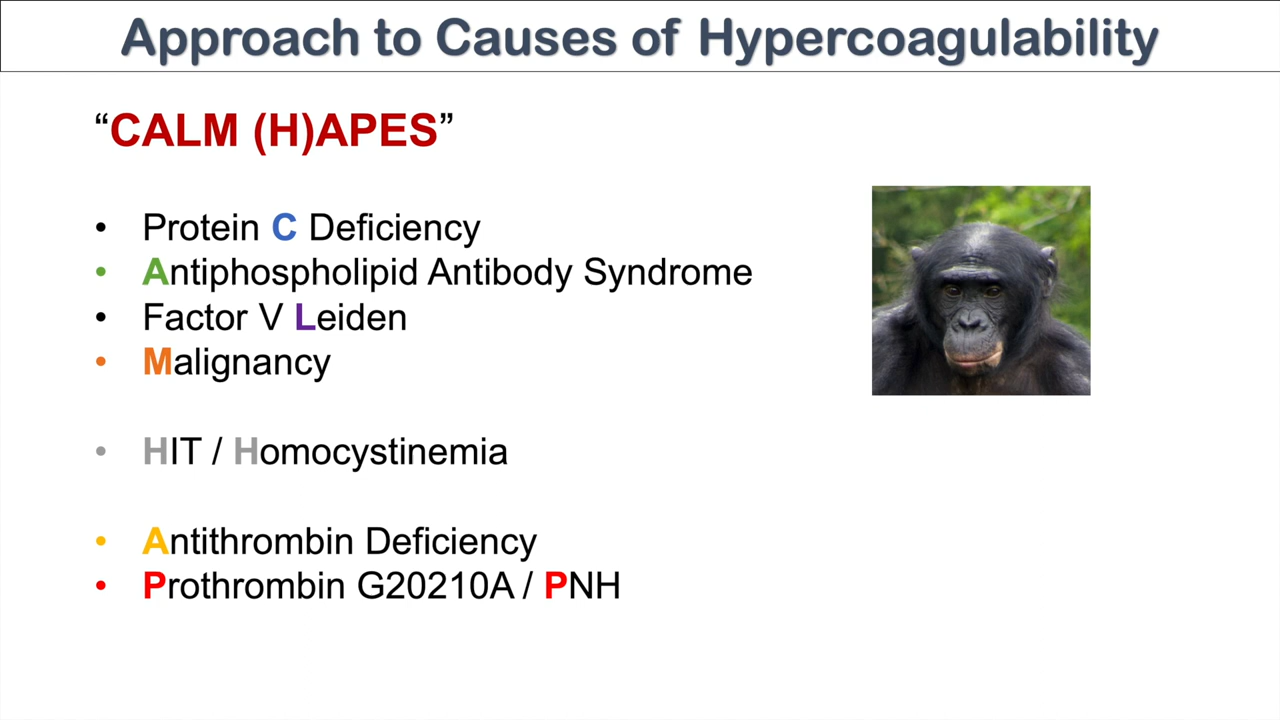 Approach to Causes of Hypercoagulability
“CALM (H)APES”
• Protein C Deficiency
• Antiphospholipid Antibody Syndrome
• Factor V Leiden
• Malignancy
• HIT / Homocystinemia
• Antithrombin Deficiency
• Prothrombin G20210A / PNH